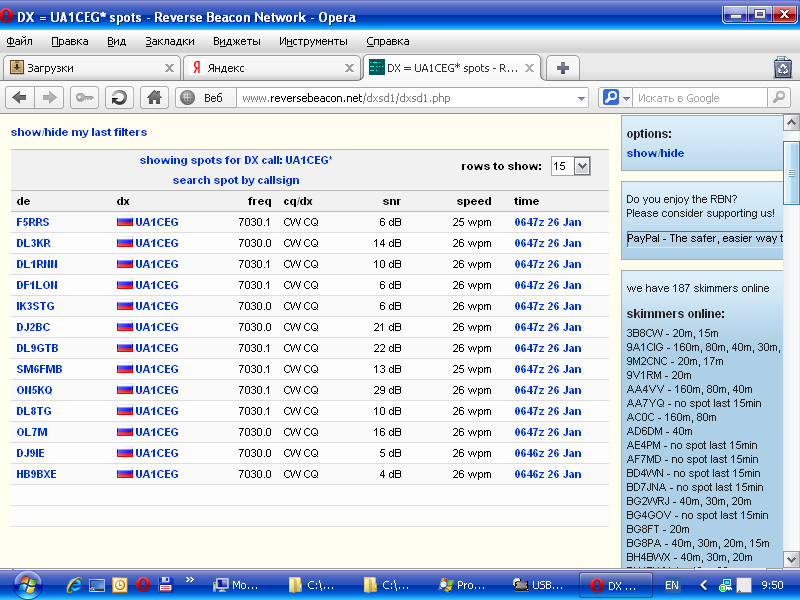 DX = UA1CEG* spots - Reverse Beacon Network - Opera
Файл Правка Вид Закладки Виджеты Инструменты Справка
Загрузки Яндекс DX = UA1CEG* spots - R...
Веб www.reversebeacon.net/dxsd1/dxsd1.php Искать в Google
show/hide my last filters
showing spots for DX call: UA1CEG*
search spot by callsign
rows to show: 15
de dx freq cq/dx snr speed time
F5RRS UA1CEG 7030.1 CW CQ 6 dB 25 wpm 0647z 26 Jan
DL3KR UA1CEG 7030.0 CW CQ 14 dB 26 wpm 0647z 26 Jan
DL1RNN UA1CEG 7030.1 CW CQ 10 dB 26 wpm 0647z 26 Jan
DF1LON UA1CEG 7030.1 CW CQ 6 dB 26 wpm 0647z 26 Jan
IK3STG UA1CEG 7030.0 CW CQ 6 dB 26 wpm 0647z 26 Jan
DJ2BC UA1CEG 7030.0 CW CQ 21 dB 26 wpm 0647z 26 Jan
DL9GTB UA1CEG 7030.1 CW CQ 22 dB 26 wpm 0647z 26 Jan
SM6FMB UA1CEG 7030.1 CW CQ 13 dB 25 wpm 0647z 26 Jan
ON5KQ UA1CEG 7030.1 CW CQ 29 dB 26 wpm 0647z 26 Jan
DL8TG UA1CEG 7030.1 CW CQ 10 dB 26 wpm 0647z 26 Jan
OL7M UA1CEG 7030.0 CW CQ 16 dB 26 wpm 0647z 26 Jan
DJ9IE UA1CEG 7030.0 CW CQ 5 dB 26 wpm 0646z 26 Jan
HB9BXE UA1CEG 7030.0 CW CQ 4 dB 26 wpm 0646z 26 Jan
options:
show/hide
Do you enjoy the RBN?
Please consider supporting us!
PayPal - The safer, easier way t
we have 187 skimmers online
skimmers online:
3B8CW - 20m, 15m
9A1CIG - 160m, 80m, 40m, 30m,
9M2CNC - 20m, 17m
9V1RM - 20m
AA4VV - 160m, 80m, 40m
AA7YQ - no spot last 15min
AC0C - 160m, 80m
AD6DM - 40m
AE4PM - no spot last 15min
AF7MD - no spot last 15min
BD4WN - no spot last 15min
BD7JNA - no spot last 15min
BG2WRJ - 40m, 30m, 20m
BG4GOV - no spot last 15min
BG8FT - 20m
BG8PA - 40m, 30m, 20m, 15m
BH4BWX - 40m, 30m, 20m
Mo... C:\... C:\... Pro... USB... DX ... EN 9:50